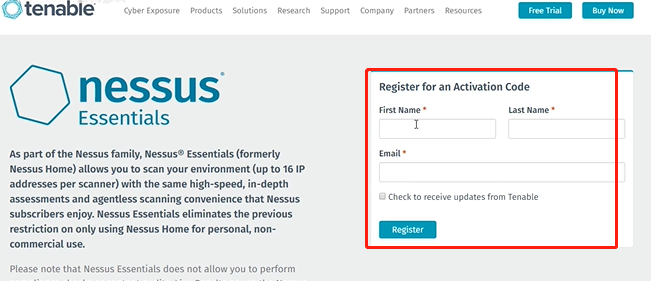 tenable
Cyber Exposure Products Solutions Research Support Company Partners Resources
Free Trial
Buy Now
nessus®
Essentials
As part of the Nessus family, Nessus® Essentials (formerly
Nessus Home) allows you to scan your environment (up to 16 IP
addresses per scanner) with the same high-speed, in-depth
assessments and agentless scanning convenience that Nessus
subscribers enjoy. Nessus Essentials eliminates the previous
restriction on only using Nessus Home for personal, non-
commercial use.
Please note that Nessus Essentials does not allow you to perform
Register for an Activation Code
First Name *
Last Name *
Email *
Check to receive updates from Tenable
Register